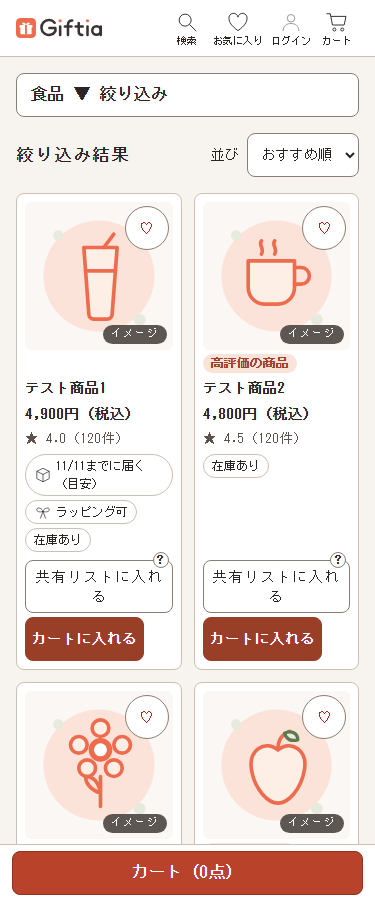 Giftia
検索 お気に入り ログイン カート
食品 ▼ 絞り込み
絞り込み結果 並び おすすめ順
イメージ
テスト商品1
4,900円（税込）
★ 4.0（120件）
11/11までに届く
（目安）
ラッピング可
在庫あり
?
共有リストに入れ
る
カートに入れる
イメージ
高評価の商品
テスト商品2
4,800円（税込）
★ 4.5（120件）
在庫あり
?
共有リストに入れ
る
カートに入れる
イメージ
イメージ
カート（0点）